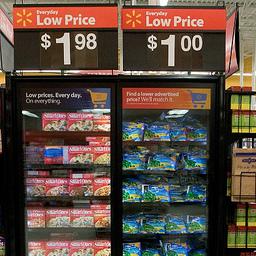 Everyday
Low Price
$1.98
Everyday
Low Price
$1.00
Low prices. Every day.
On everything.
Find a lower advertised
price? We'll match it.
SmartOnes